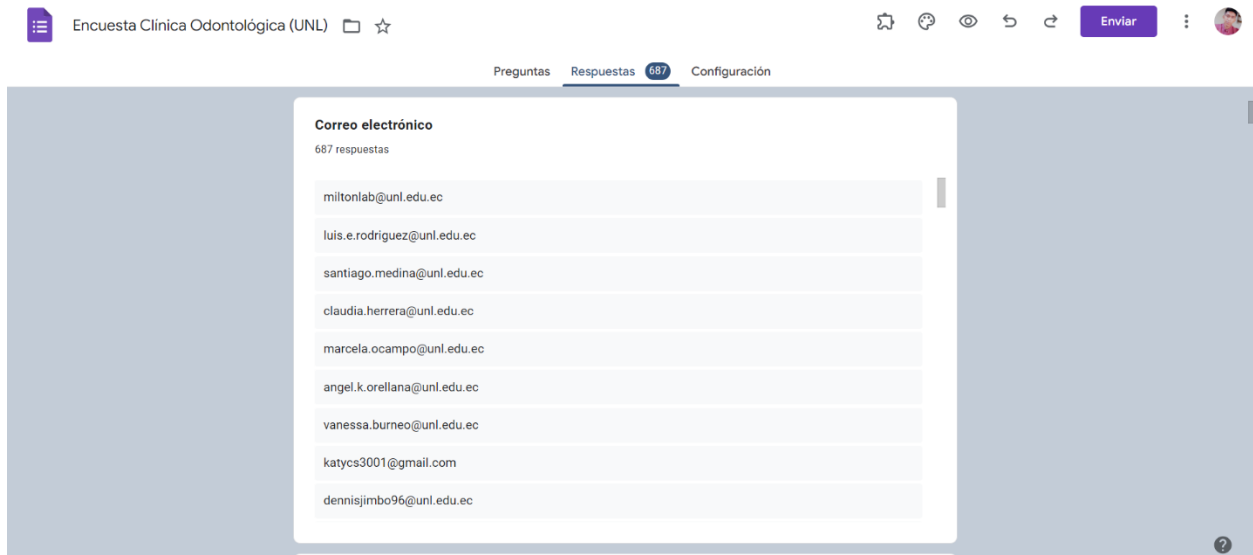 Encuesta Clínica Odontológica (UNL)
Enviar
Preguntas Respuestas 687 Configuración
Correo electrónico
687 respuestas
miltonlab@unl.edu.ec
luis.e.rodriguez@unl.edu.ec
santiago.medina@unl.edu.ec
claudia.herrera@unl.edu.ec
marcela.ocampo@unl.edu.ec
angel.k.orellana@unl.edu.ec
vanessa.burneo@unl.edu.ec
katycs3001@gmail.com
dennisjimbo96@unl.edu.ec